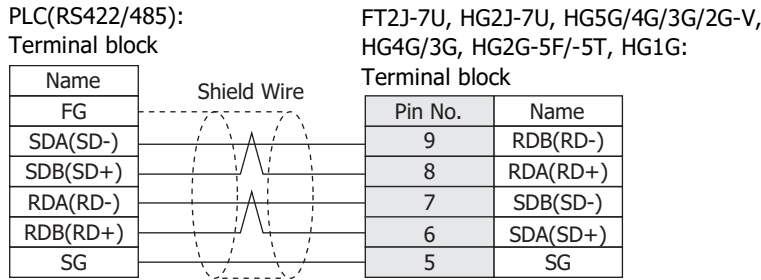 PLC(RS422/485):
Terminal block
FT2J-7U, HG2J-7U, HG5G/4G/3G/2G-V,
HG4G/3G, HG2G-5F/-5T, HG1G:
Terminal block
Name
Shield Wire
FG
Pin No. Name
SDA(SD-) 9 RDB(RD-)
SDB(SD+) 8 RDA(RD+)
RDA(RD-) 7 SDB(SD-)
RDB(RD+) 6 SDA(SD+)
SG 5 SG